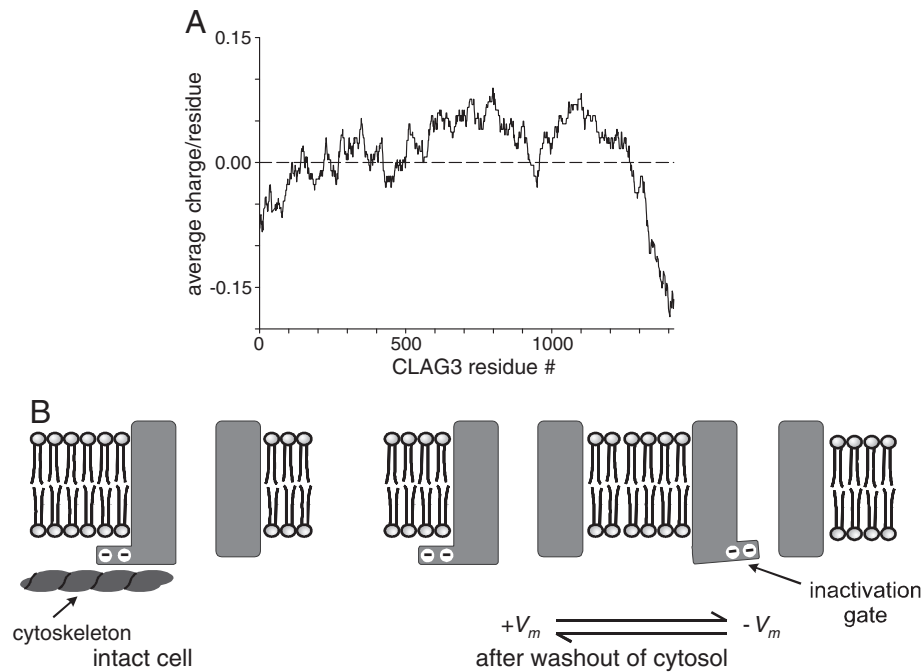 A
0.15
0.00
-0.15
average charge/residue
0 500 1000
CLAG3 residue #
B
- -
- -
- -
cytoskeleton
inactivation
gate
+Vm - Vm
intact cell
after washout of cytosol